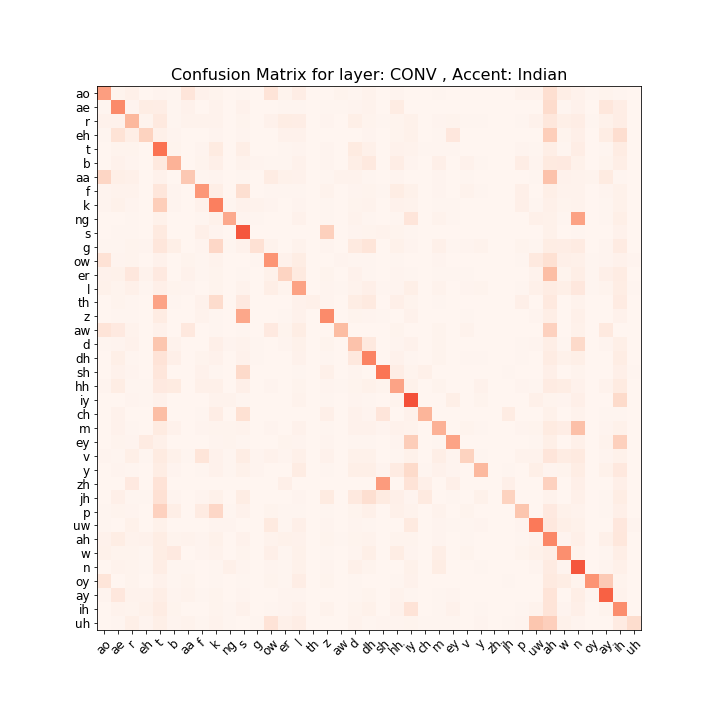 Confusion Matrix for layer: CONV , Accent: Indian
ao
ae
r
eh
t
b
aa
f
k
ng
s
g
ow
er
l
th
z
aw
d
dh
sh
hh
iy
ch
m
ey
v
y
zh
jh
p
uw
ah
w
n
oy
ay
ih
uh
ao ae r eh t b aa f k ng s g ow er l th z aw d dh sh hh iy ch m ey v y zh jh p uw ah w n oy ay ih uh